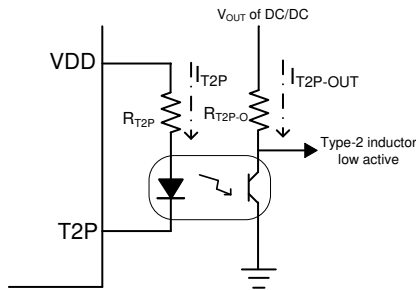 VOUT of DC/DC
VDD
IT2P
IT2P-OUT
RT2P
RT2P-O
Type-2 inductor
low active
T2P